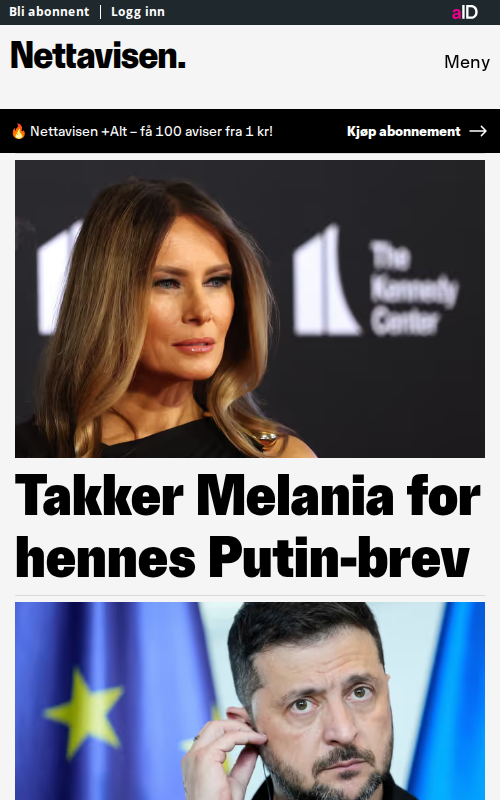 Bli abonnent | Logg inn
aID
Nettavisen.
Meny
🔥 Nettavisen +Alt – få 100 aviser fra 1 kr!
Kjøp abonnement →
The
Kennedy
Center
Takker Melania for
hennes Putin-brev